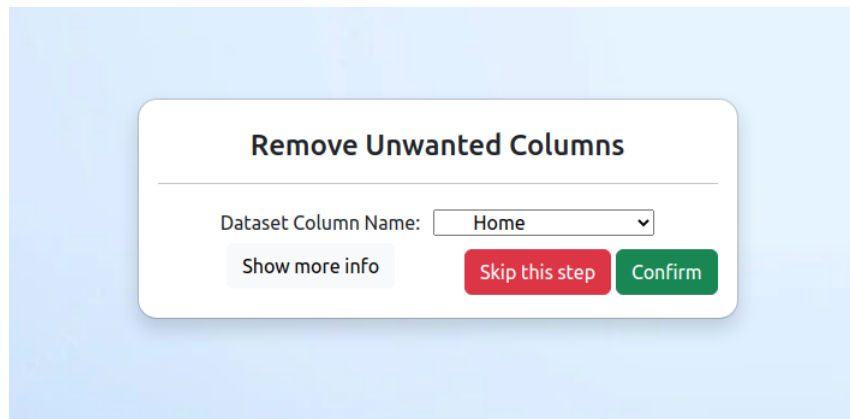 Remove Unwanted Columns
Dataset Column Name: Home
Show more info Skip this step Confirm